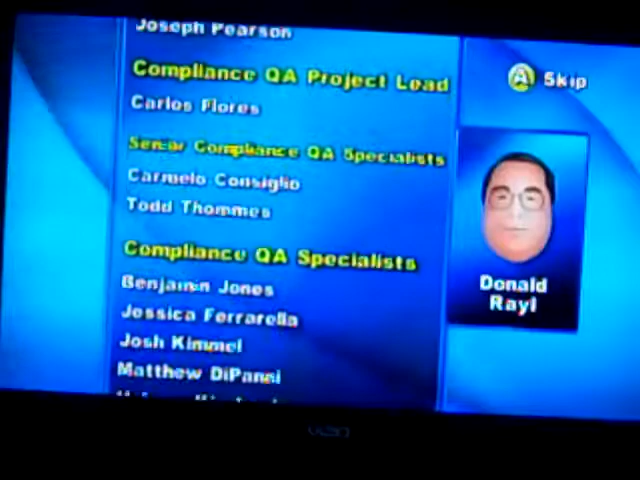 Joseph Pearson
Compliance QA Project Lead
Carlos Flores
Senior Compliance QA Specialists
Carmelo Consiglio
Todd Thommes
Compliance QA Specialists
Benjamin Jones
Jessica Ferrarella
Josh Kimmel
Matthew DiPanni
A Skip
Donald
Rayl